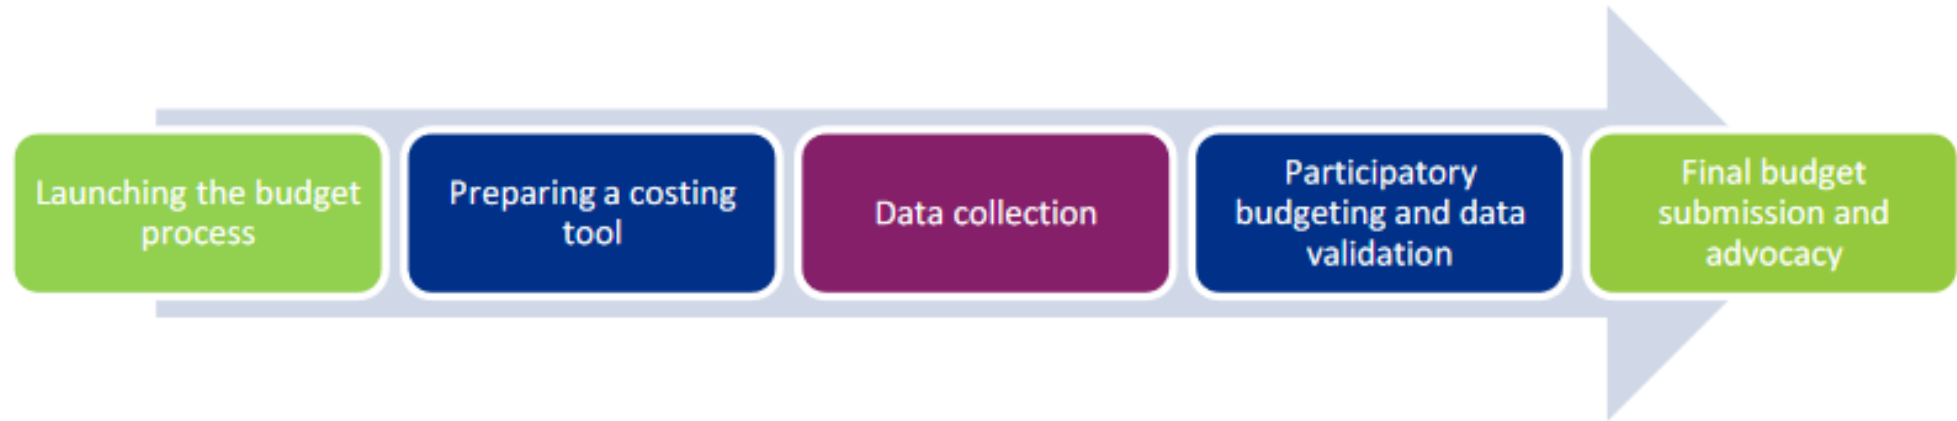 Launching the budget
process
Preparing a costing
tool
Data collection
Participatory
budgeting and data
validation
Final budget
submission and
advocacy